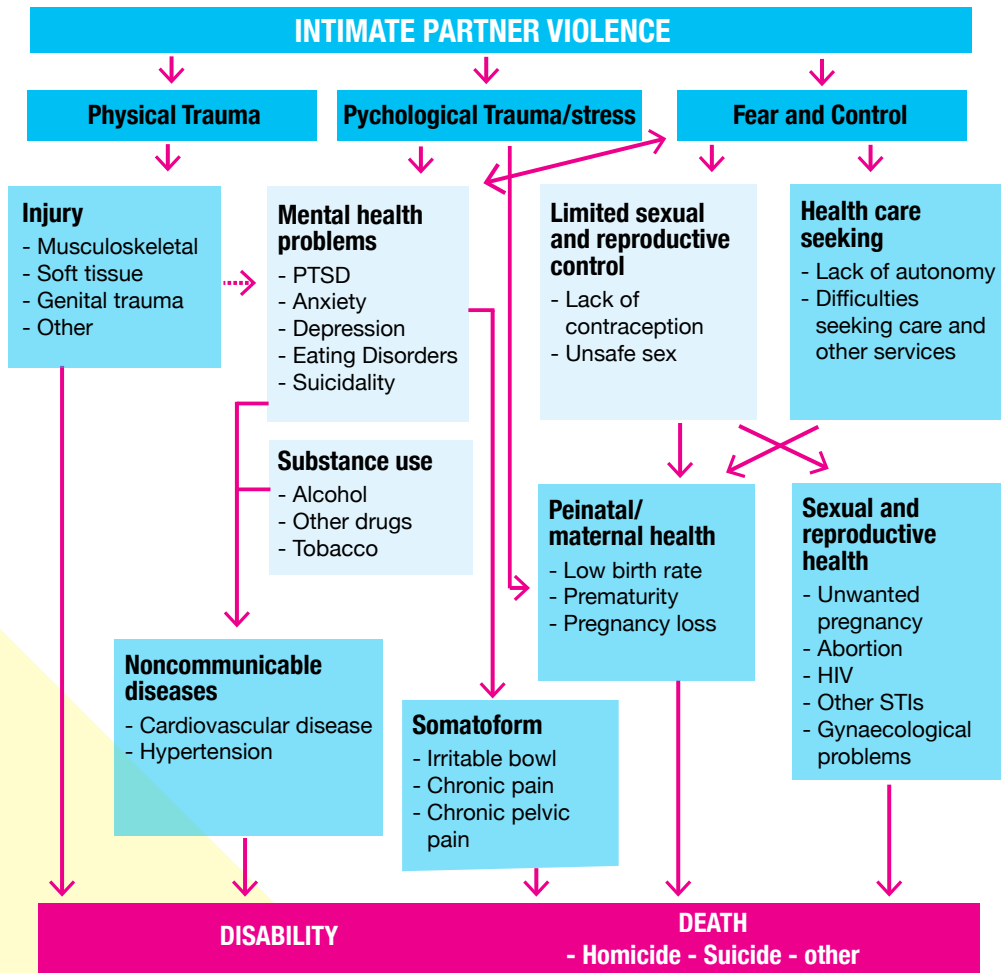 INTIMATE PARTNER VIOLENCE
Physical Trauma
Pychological Trauma/stress
Fear and Control
Injury
- Musculoskeletal
- Soft tissue
- Genital trauma
- Other
Mental health
problems
- PTSD
- Anxiety
- Depression
- Eating Disorders
- Suicidality
Limited sexual
and reproductive
control
- Lack of
contraception
- Unsafe sex
Health care
seeking
- Lack of autonomy
- Difficulties
seeking care and
other services
Substance use
- Alcohol
- Other drugs
- Tobacco
Peinatal/
maternal health
- Low birth rate
- Prematurity
- Pregnancy loss
Sexual and
reproductive
health
- Unwanted
pregnancy
- Abortion
- HIV
- Other STIs
- Gynaecological
problems
Noncommunicable
diseases
- Cardiovascular disease
- Hypertension
Somatoform
- Irritable bowl
- Chronic pain
- Chronic pelvic
pain
DISABILITY
DEATH
- Homicide - Suicide - other